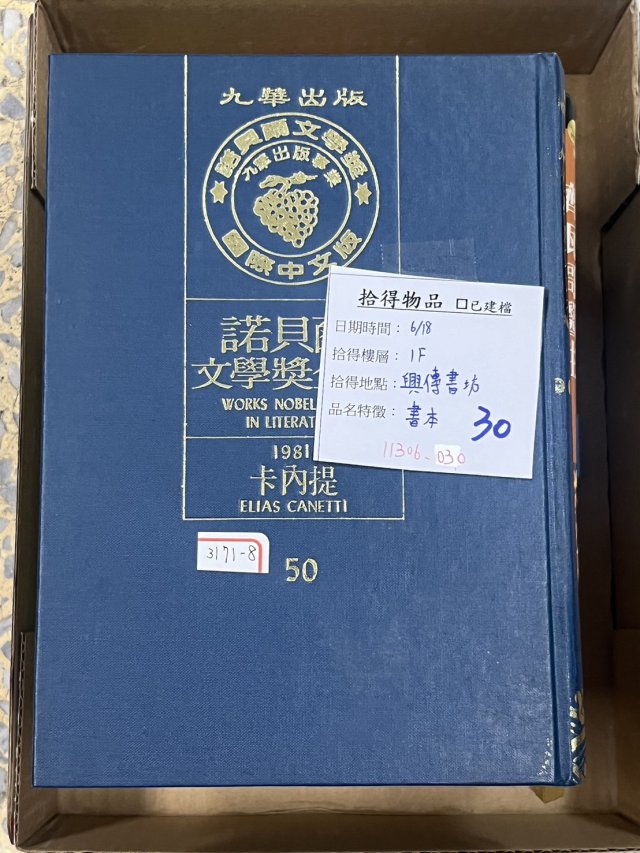 九華出版
諾貝爾文學獎
九華出版事業
國際中文版
諾貝爾
文學獎
WORKS NOBEL
IN LITERAT
1981
卡內提
ELIAS CANETTI
3171-8
50
拾得物品 □已建檔
日期時間： 6/18
拾得樓層： 1F
拾得地點：興傳書坊
品名特徵： 書本 30
11306-030